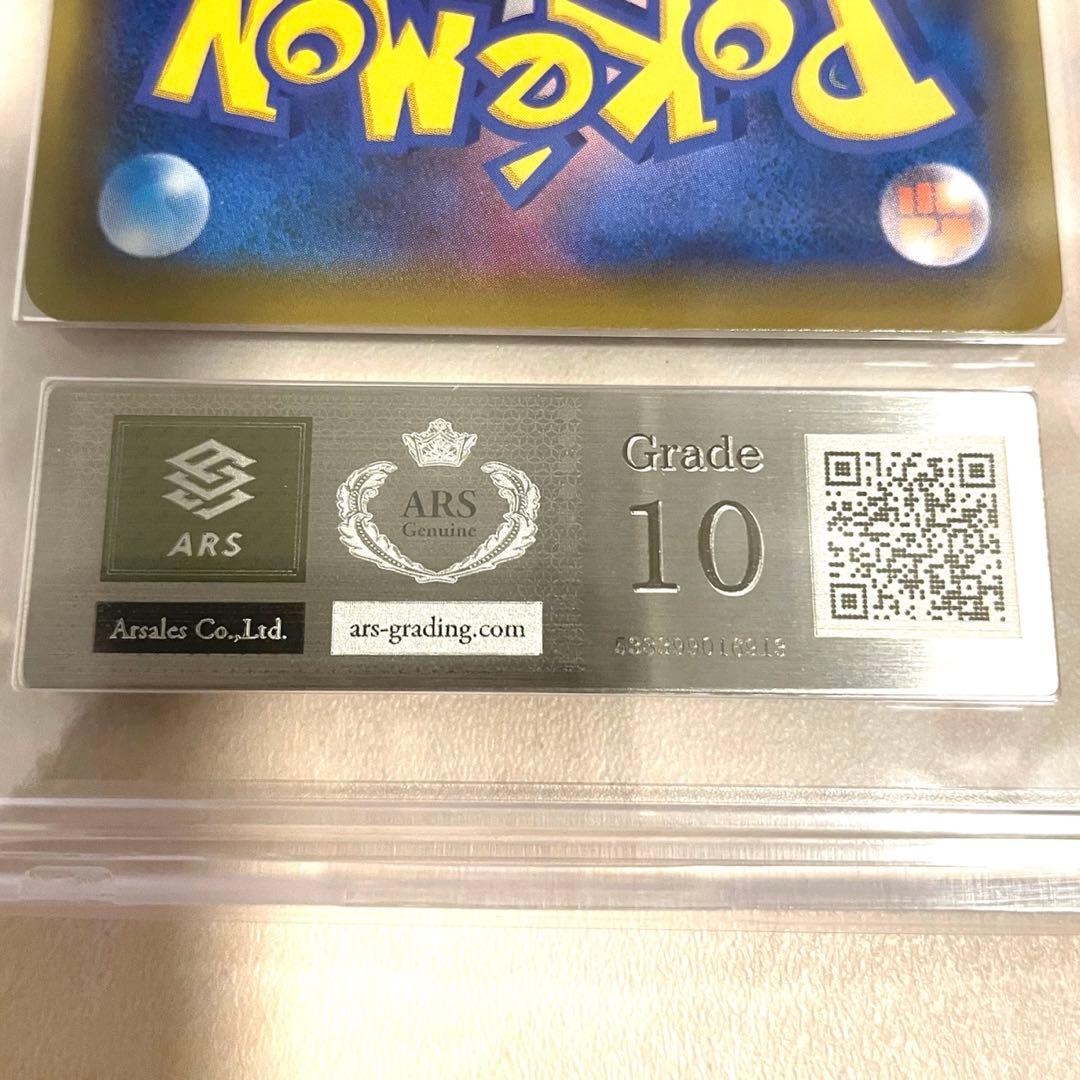 POKéMON
ARS
Arsales Co.,Ltd.
ARS
Genuine
ars-grading.com
Grade
10